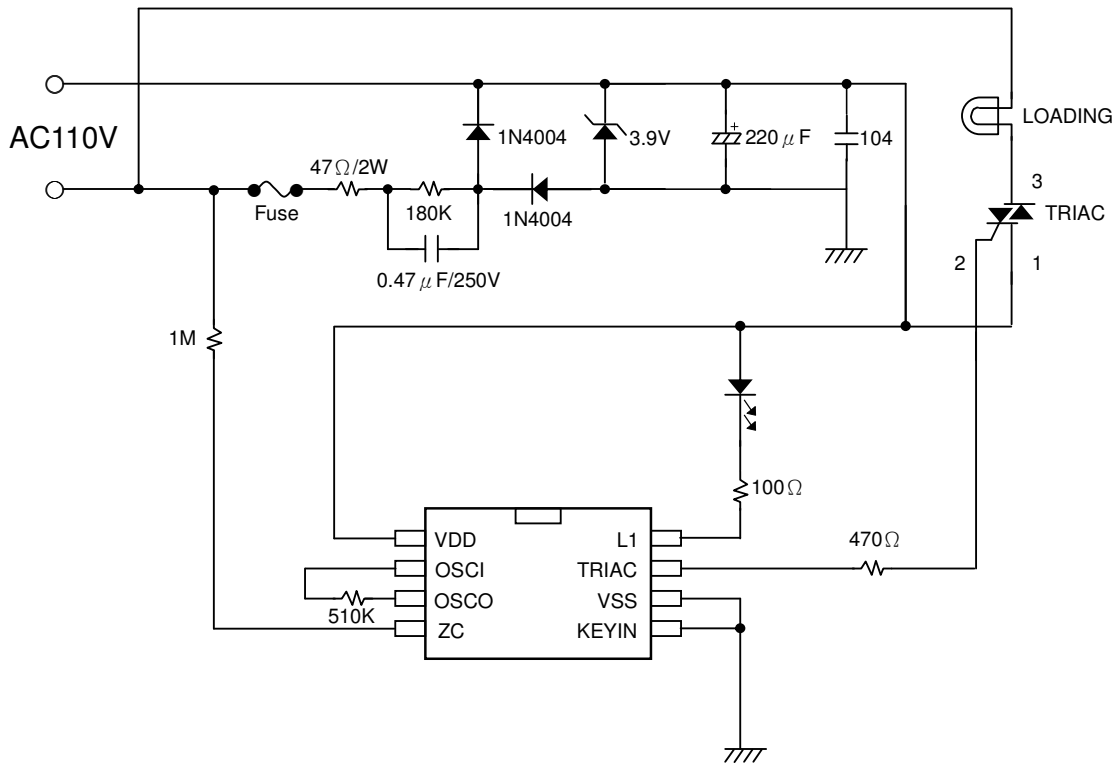 LOADING
AC110V
1N4004
3.9V
+
220μF
104
47Ω/2W
Fuse
180K
1N4004
0.47μF/250V
3
TRIAC
2
1
1M
100Ω
470Ω
VDD
L1
OSCI
TRIAC
OSCO
VSS
510K
ZC
KEYIN